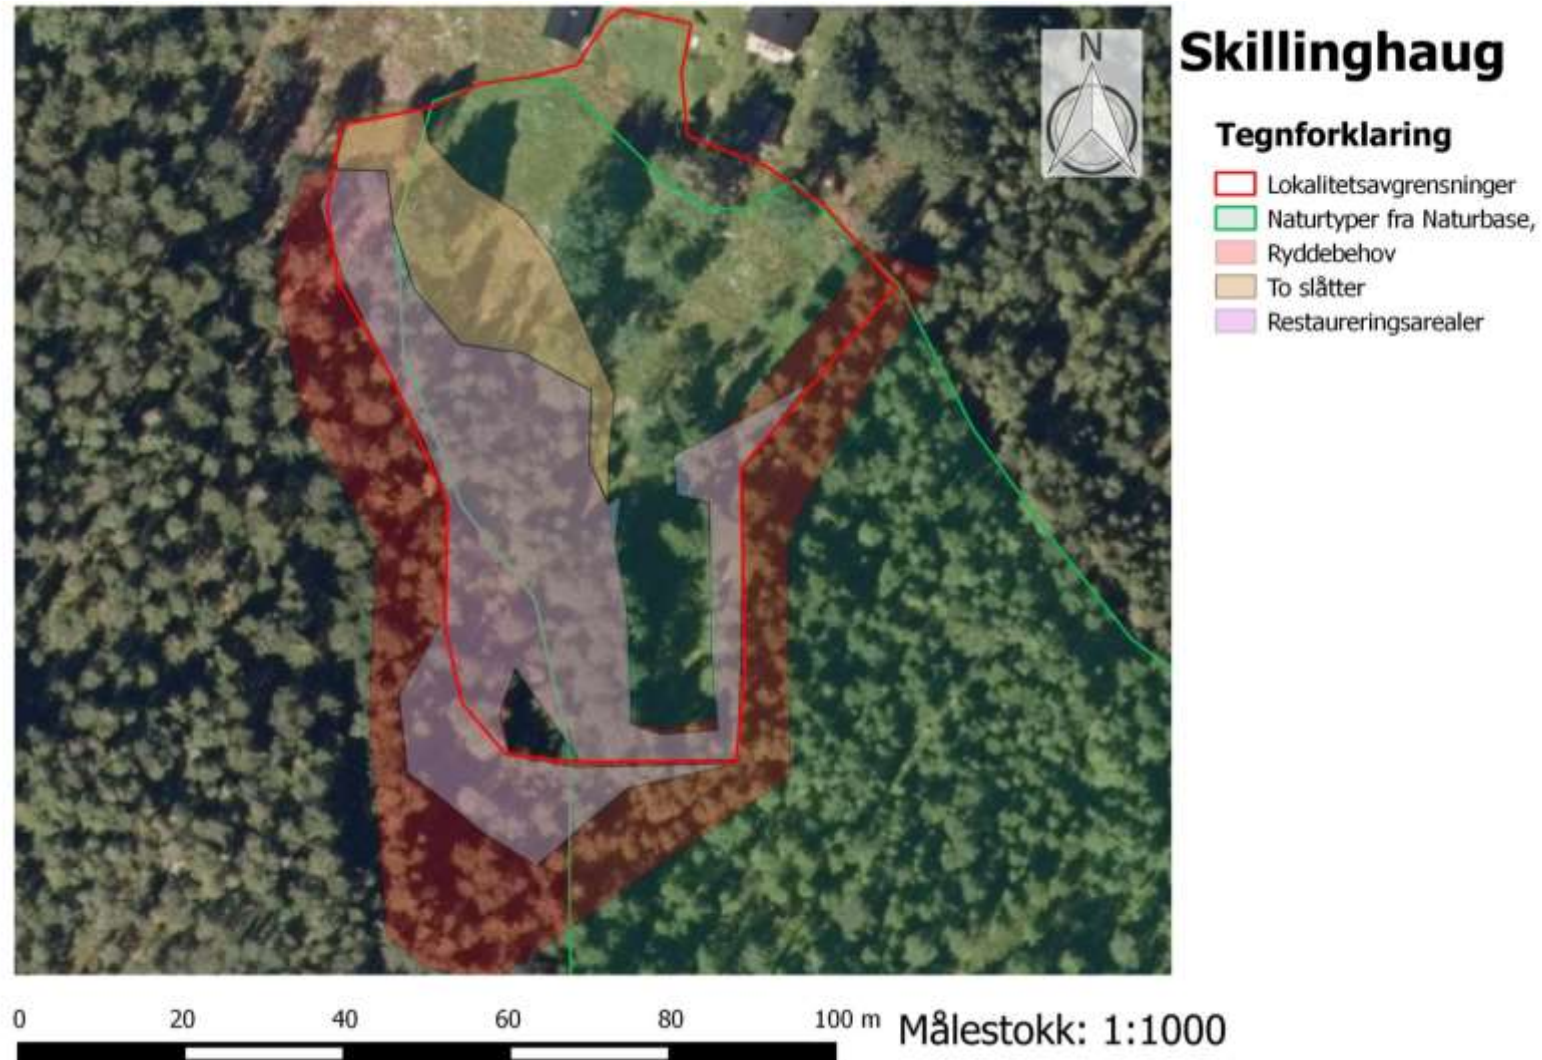 N
Skillinghaug
Tegnforklaring
Lokalitetsavgrensninger
Naturtyper fra Naturbase,
Ryddebehov
To slåtter
Restaureringsarealer
0 20 40 60 80 100 m
Målestokk: 1:1000